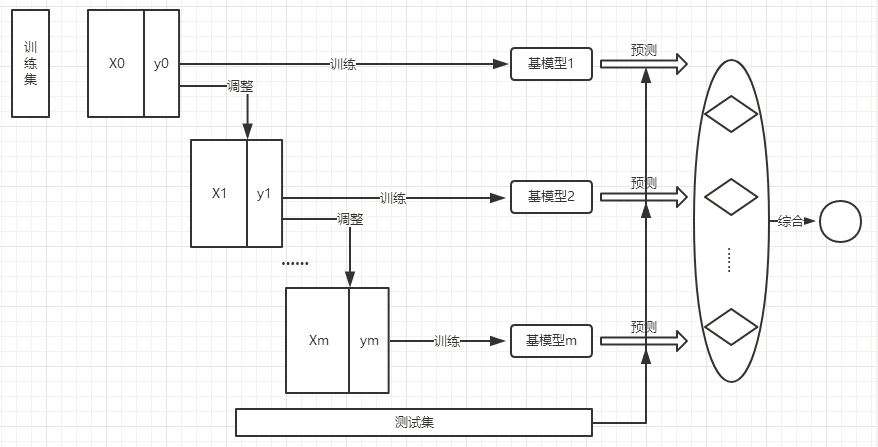 训
练
集
X0
y0
训练
基模型1
预测
调整
X1
y1
训练
基模型2
预测
调整
......
......
综合
Xm
ym
训练
基模型m
预测
测试集